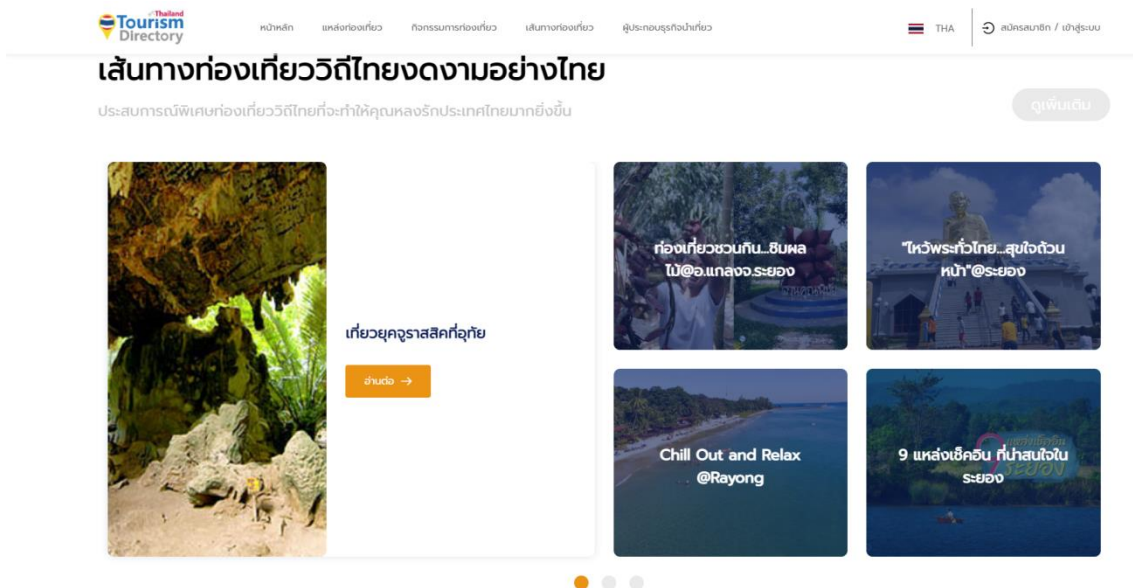 Thailand
Tourism
Directory
หน้าหลัก
แหล่งท่องเที่ยว
กิจกรรมการท่องเที่ยว
เส้นทางท่องเที่ยว
ผู้ประกอบธุรกิจนำเที่ยว
THA
สมัครสมาชิก / เข้าสู่ระบบ
เส้นทางท่องเที่ยววิถีไทยงดงามอย่างไทย
ประสบการณ์พิเศษท่องเที่ยววิถีไทยที่จะทำให้คุณหลงรักประเทศไทยมากยิ่งขึ้น
ดูเพิ่มเติม
เที่ยวยุคจูราสสิคที่อุทัย
อ่านต่อ →
ท่องเที่ยวชวนกิน...ชิมผล
ไม้@อ.แกลงจ.ระยอง
"ไหว้พระทั่วไทย...สุขใจถ้วน
หน้า"@ระยอง
Chill Out and Relax
@Rayong
9 แหล่งเช็คอิน ที่น่าสนใจใน
ระยอง